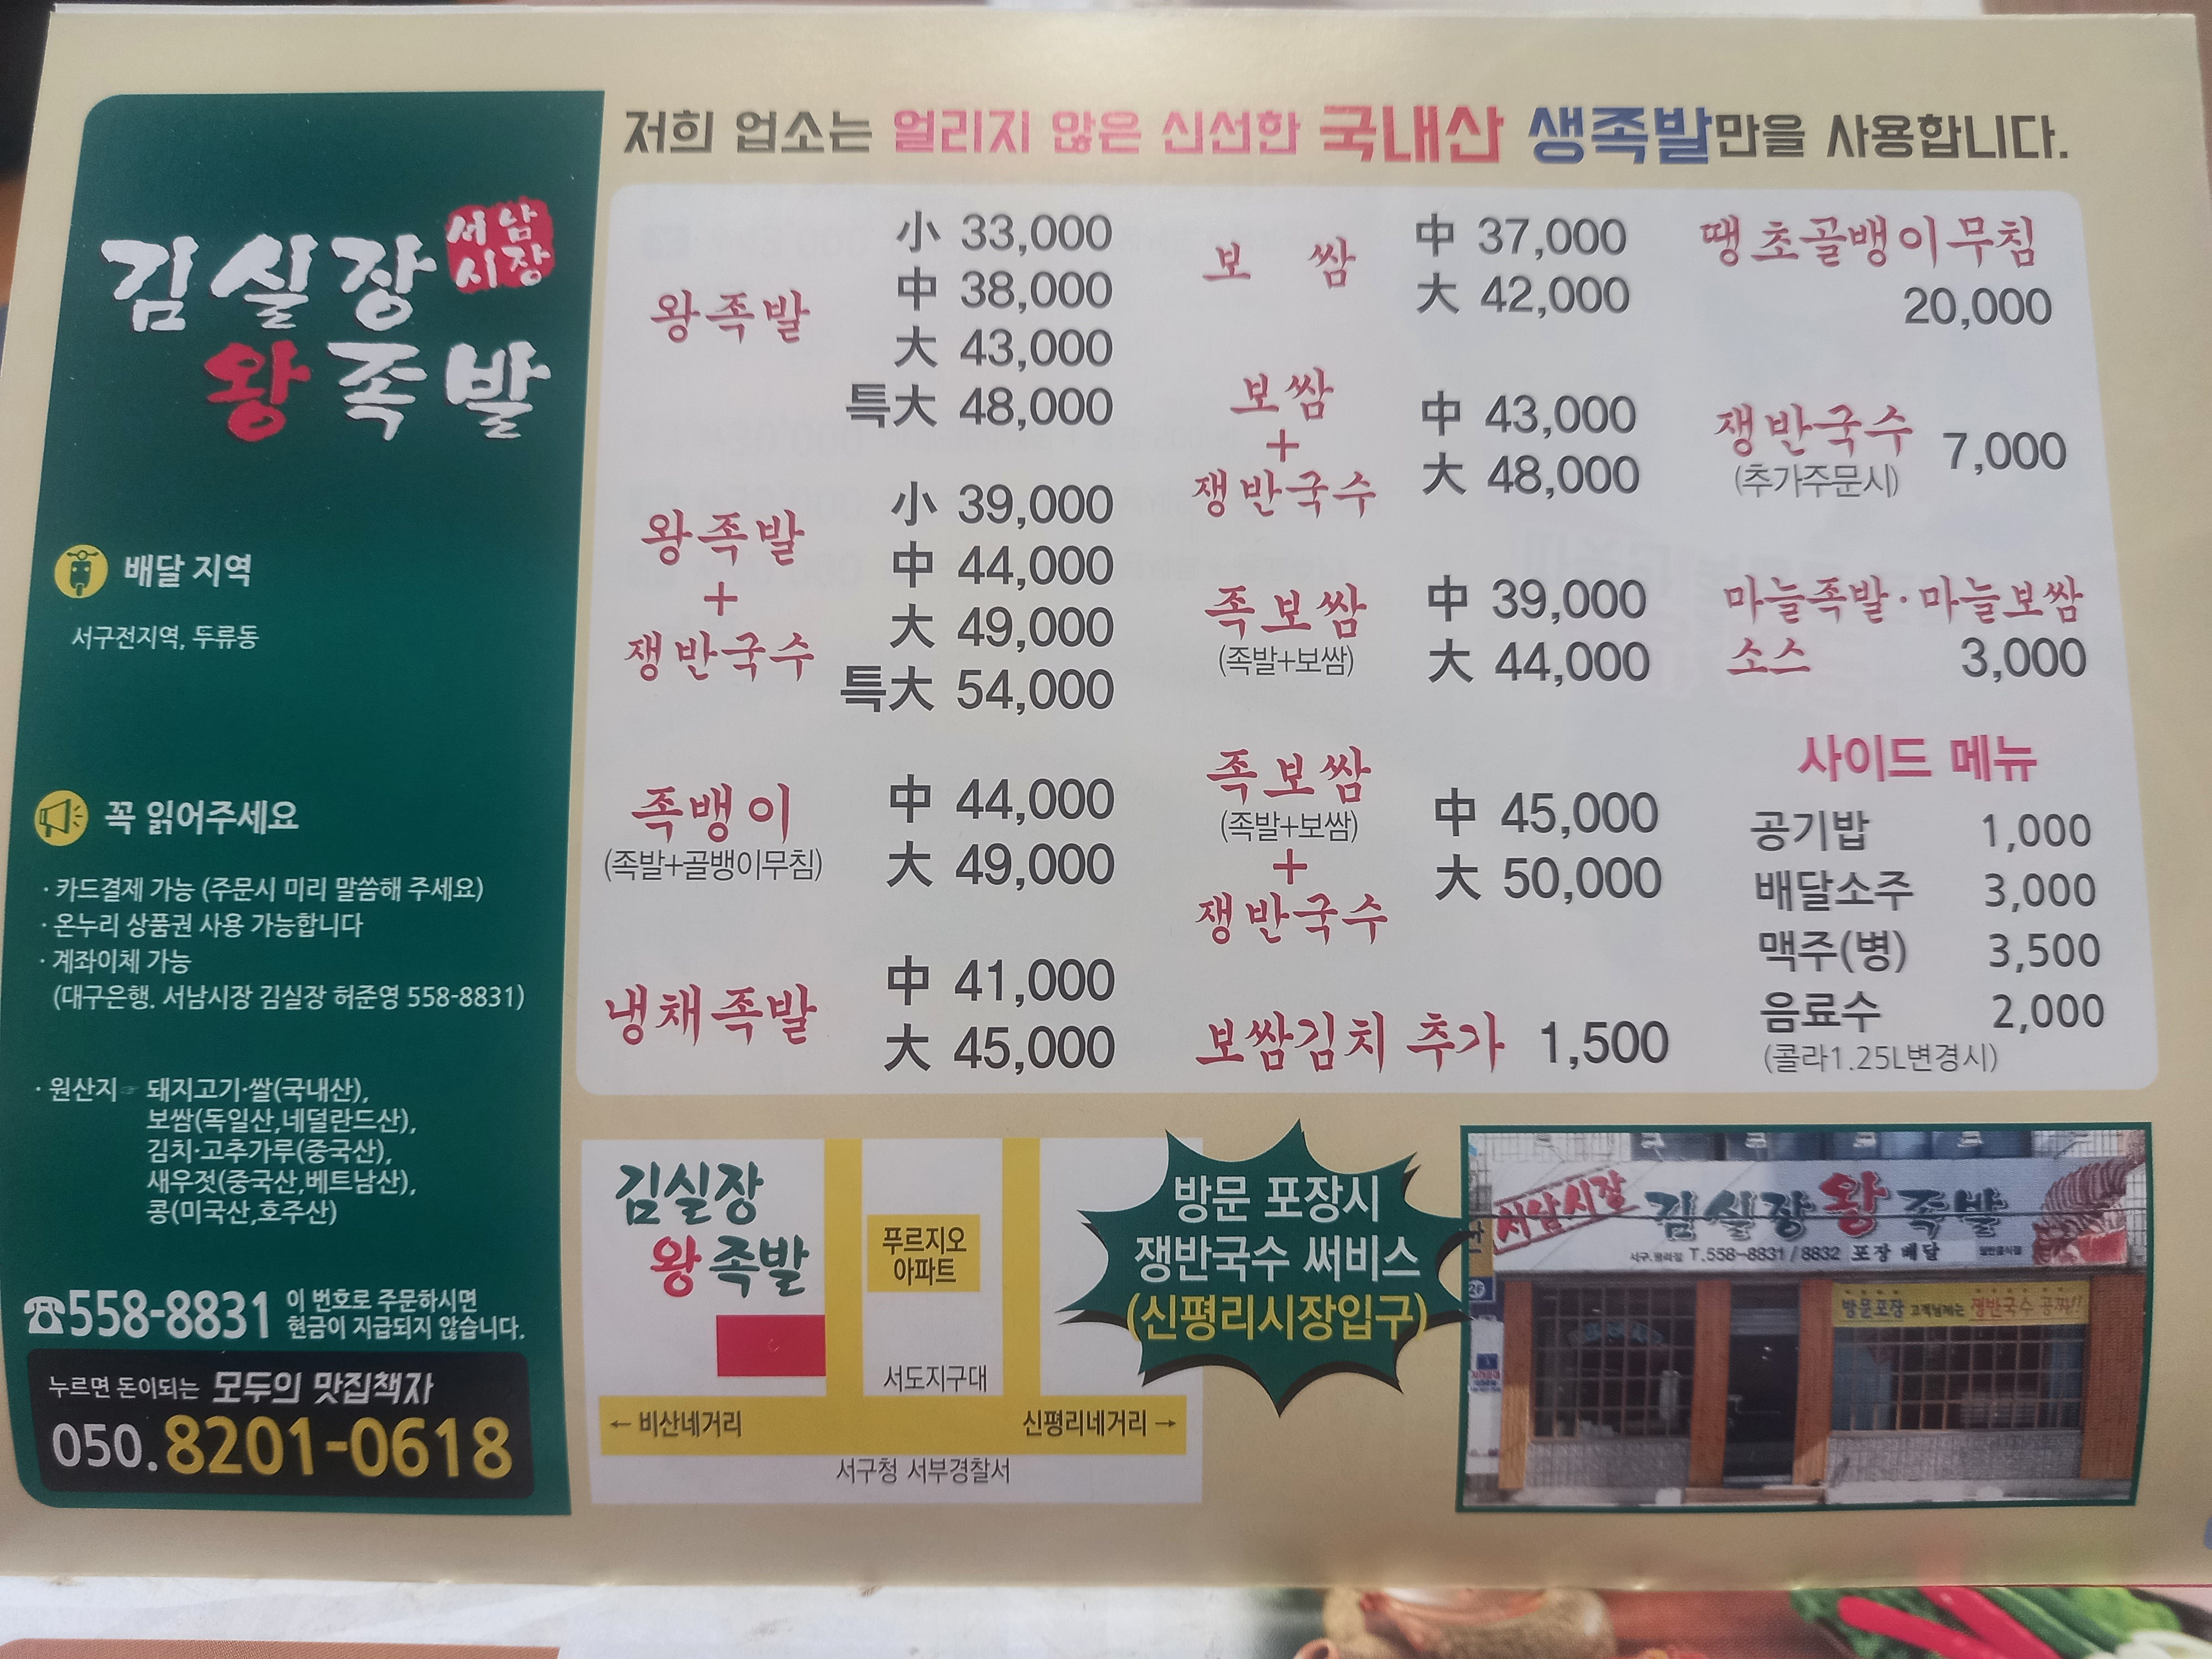 저희 업소는 얼리지 않은 신선한 국내산 생족발만을 사용합니다.
김실장 서남시장
왕족발
배달 지역
서구전지역, 두류동
꼭 읽어주세요
· 카드결제 가능 (주문시 미리 말씀해 주세요)
· 온누리 상품권 사용 가능합니다
· 계좌이체 가능
(대구은행. 서남시장 김실장 허준영 558-8831)
· 원산지☞ 돼지고기·쌀(국내산),
보쌈(독일산,네덜란드산),
김치·고추가루(중국산),
새우젓(중국산,베트남산),
콩(미국산,호주산)
☎558-8831 이 번호로 주문하시면
현금이 지급되지 않습니다.
누르면 돈이되는 모두의 맛집책자
050.8201-0618
왕족발
小 33,000
中 38,000
大 43,000
특大 48,000
왕족발
+
쟁반국수
小 39,000
中 44,000
大 49,000
특大 54,000
족뱅이
(족발+골뱅이무침)
中 44,000
大 49,000
냉채족발
中 41,000
大 45,000
보 쌈
中 37,000
大 42,000
보쌈
+
쟁반국수
中 43,000
大 48,000
족보쌈
(족발+보쌈)
中 39,000
大 44,000
족보쌈
(족발+보쌈)
+
쟁반국수
中 45,000
大 50,000
보쌈김치 추가 1,500
땡초골뱅이무침
20,000
쟁반국수 7,000
(추가주문시)
마늘족발·마늘보쌈
소스 3,000
사이드 메뉴
공기밥 1,000
배달소주 3,000
맥주(병) 3,500
음료수 2,000
(콜라1.25L변경시)
김실장
왕족발
푸르지오
아파트
서도지구대
← 비산네거리
신평리네거리 →
서구청 서부경찰서
방문 포장시
쟁반국수 써비스
(신평리시장입구)
서남시장 김실장 왕족발
T.558-8831 / 8832 포장 배달
방문포장 고객님께는 쟁반국수 공짜!!